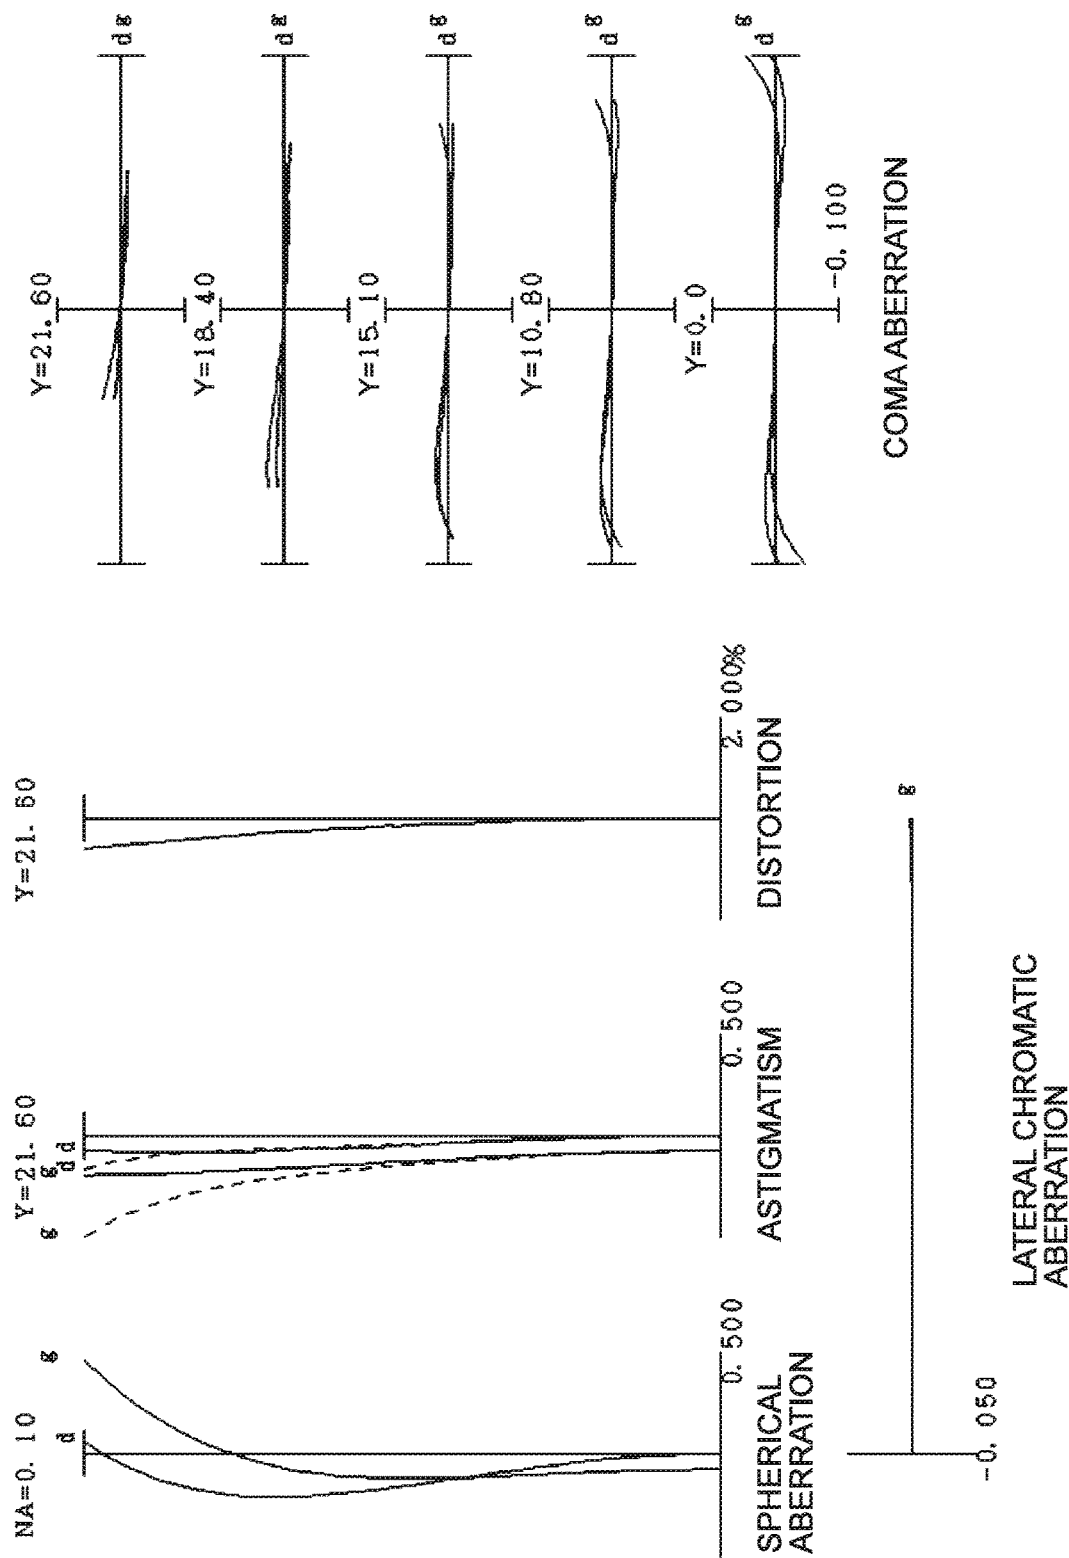 NA=0. 10
g
d
0. 500
SPHERICAL
ABERRATION
Y=21. 60
g
g
d
d
0. 500
ASTIGMATISM
Y=21. 60
2. 000%
DISTORTION
Y=21. 60
g
d
Y=18. 40
g
d
Y=15. 10
g
d
Y=10. 80
g
d
Y=0. 0
g
d
-0. 100
COMA ABERRATION
g
-0. 050
LATERAL CHROMATIC
ABERRATION